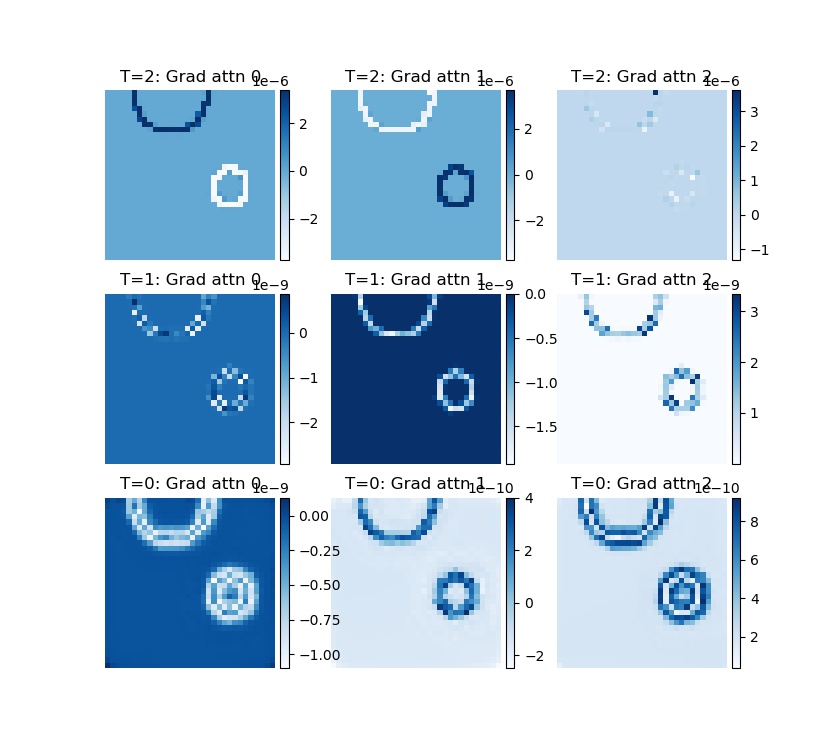 T=2: Grad attn 0
1e−6
2
0
−2
T=2: Grad attn 1
1e−6
2
0
−2
T=2: Grad attn 2
1e−6
3
2
1
0
−1
T=1: Grad attn 0
1e−9
0
−1
−2
T=1: Grad attn 1
1e−9
0.0
−0.5
−1.0
−1.5
T=1: Grad attn 2
1e−9
3
2
1
T=0: Grad attn 0
1e−9
0.00
−0.25
−0.50
−0.75
−1.00
T=0: Grad attn 1
1e−10
4
2
0
−2
T=0: Grad attn 2
1e−10
8
6
4
2